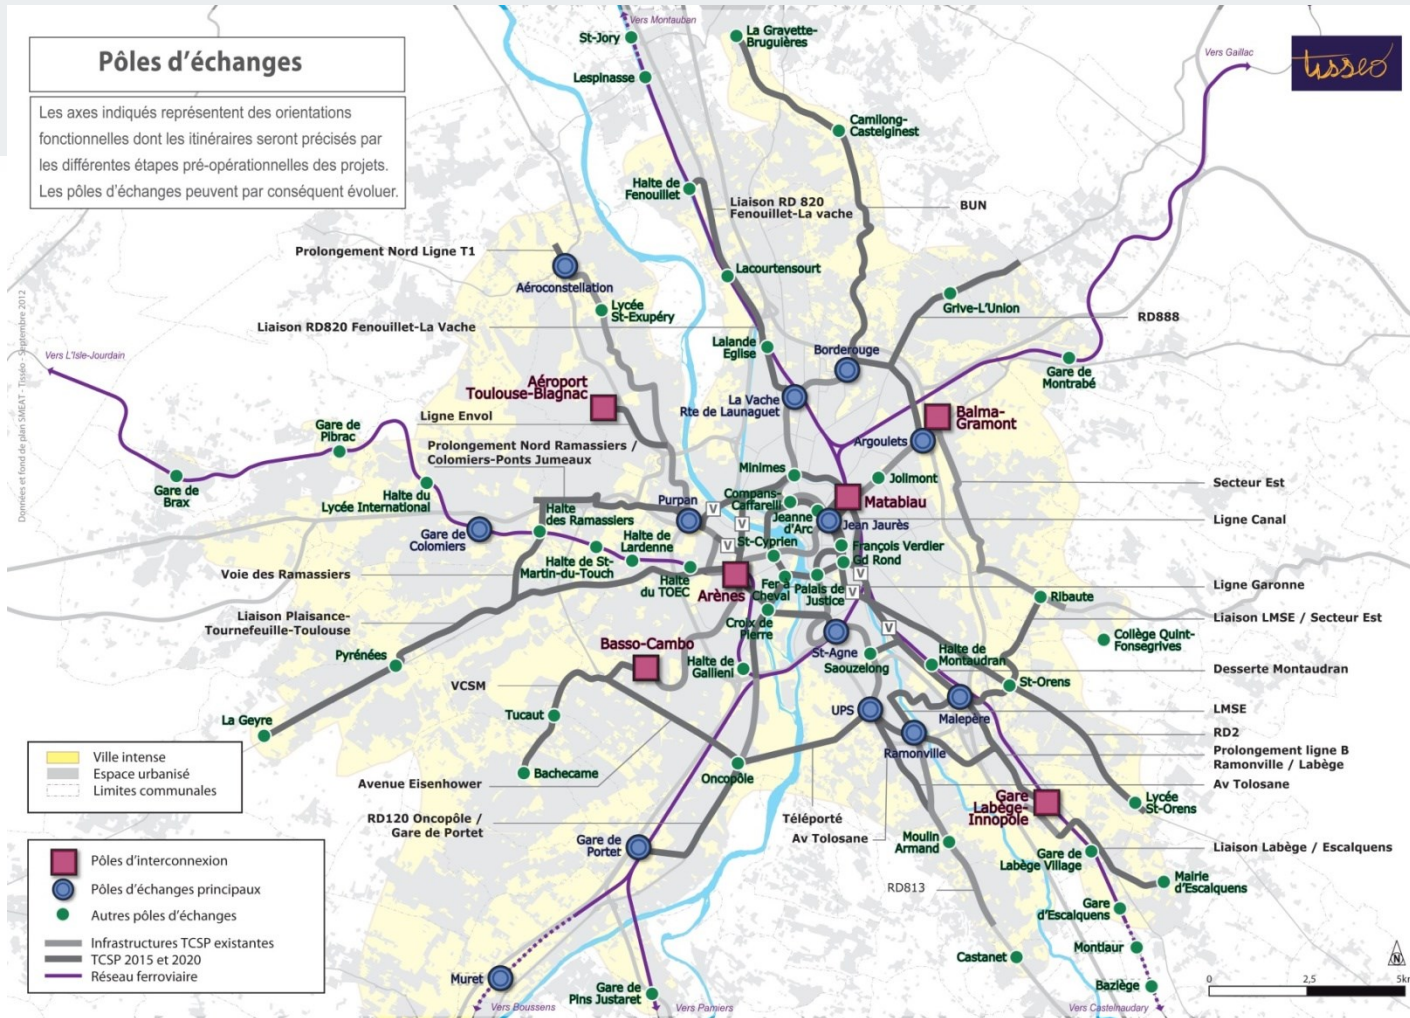 Pôles d'échanges
Les axes indiqués représentent des orientations
fonctionnelles dont les itinéraires seront précisés par
les différentes étapes pré-opérationnelles des projets.
Les pôles d'échanges peuvent par conséquent évoluer.
Vers Montauban
St-Jory
Lespinasse
La Gravette-
Bruguières
Vers Gaillac
tisséo
Camilong-
Castelginest
Halte de
Fenouillet
Liaison RD 820
Fenouillet-La vache
BUN
Prolongement Nord Ligne T1
Aéroconstellation
Lacourtensourt
Lycée
St-Exupéry
Grive-L'Union
RD888
Liaison RD820 Fenouillet-La Vache
Lalande
Eglise
Borderouge
Gare de
Montrabé
Vers L'Isle-Jourdain
Données et fond de plan SMEAT - Tisséo - Septembre 2012
Aéroport
Toulouse-Blagnac
La Vache
Rte de Launaguet
Balma-
Gramont
Ligne Envol
Argoulets
Gare de
Pibrac
Prolongement Nord Ramassiers /
Colomiers-Ponts Jumeaux
Minimes
Jolimont
Secteur Est
Gare de
Brax
Halte du
Lycée International
Compans-
Caffarelli
Matabiau
Purpan
V
V
V
Halte
des Ramassiers
Jeanne
d'Arc
Jean Jaurès
Ligne Canal
Gare de
Colomiers
Halte de
Lardenne
St-Cyprien
François Verdier
Gd Rond
Halte de St-
Martin-du-Touch
Voie des Ramassiers
Halte
du TOEC
Arènes
Fer à
Cheval
Palais de
Justice
V
V
Ligne Garonne
Ribaute
Liaison Plaisance-
Tournefeuille-Toulouse
Croix de
Pierre
Liaison LMSE / Secteur Est
V
Collège Quint-
Fonsegrives
Basso-Cambo
St-Agne
Saouzelong
Halte de
Montaudran
Pyrénées
Halte de
Gallieni
Desserte Montaudran
St-Orens
VCSM
La Geyre
Tucaut
UPS
Malepère
LMSE
RD2
Ramonville
Prolongement ligne B
Ramonville / Labège
Ville intense
Espace urbanisé
Limites communales
Bachecame
Oncopôle
Avenue Eisenhower
Av Tolosane
Gare
Labège-
Innopole
Lycée
St-Orens
RD120 Oncopôle /
Gare de Portet
Téléporté
Av Tolosane
Gare de
Portet
Moulin
Armand
Liaison Labège / Escalquens
Gare de
Labège Village
Pôles d'interconnexion
Pôles d'échanges principaux
Autres pôles d'échanges
Infrastructures TCSP existantes
TCSP 2015 et 2020
Réseau ferroviaire
RD813
Mairie
d'Escalquens
Gare
d'Escalquens
Castanet
Montlaur
N
Muret
Gare de
Pins Justaret
Bazlège
0
2,5
5km
Vers Boussens
Vers Pamiers
Vers Castelnaudary